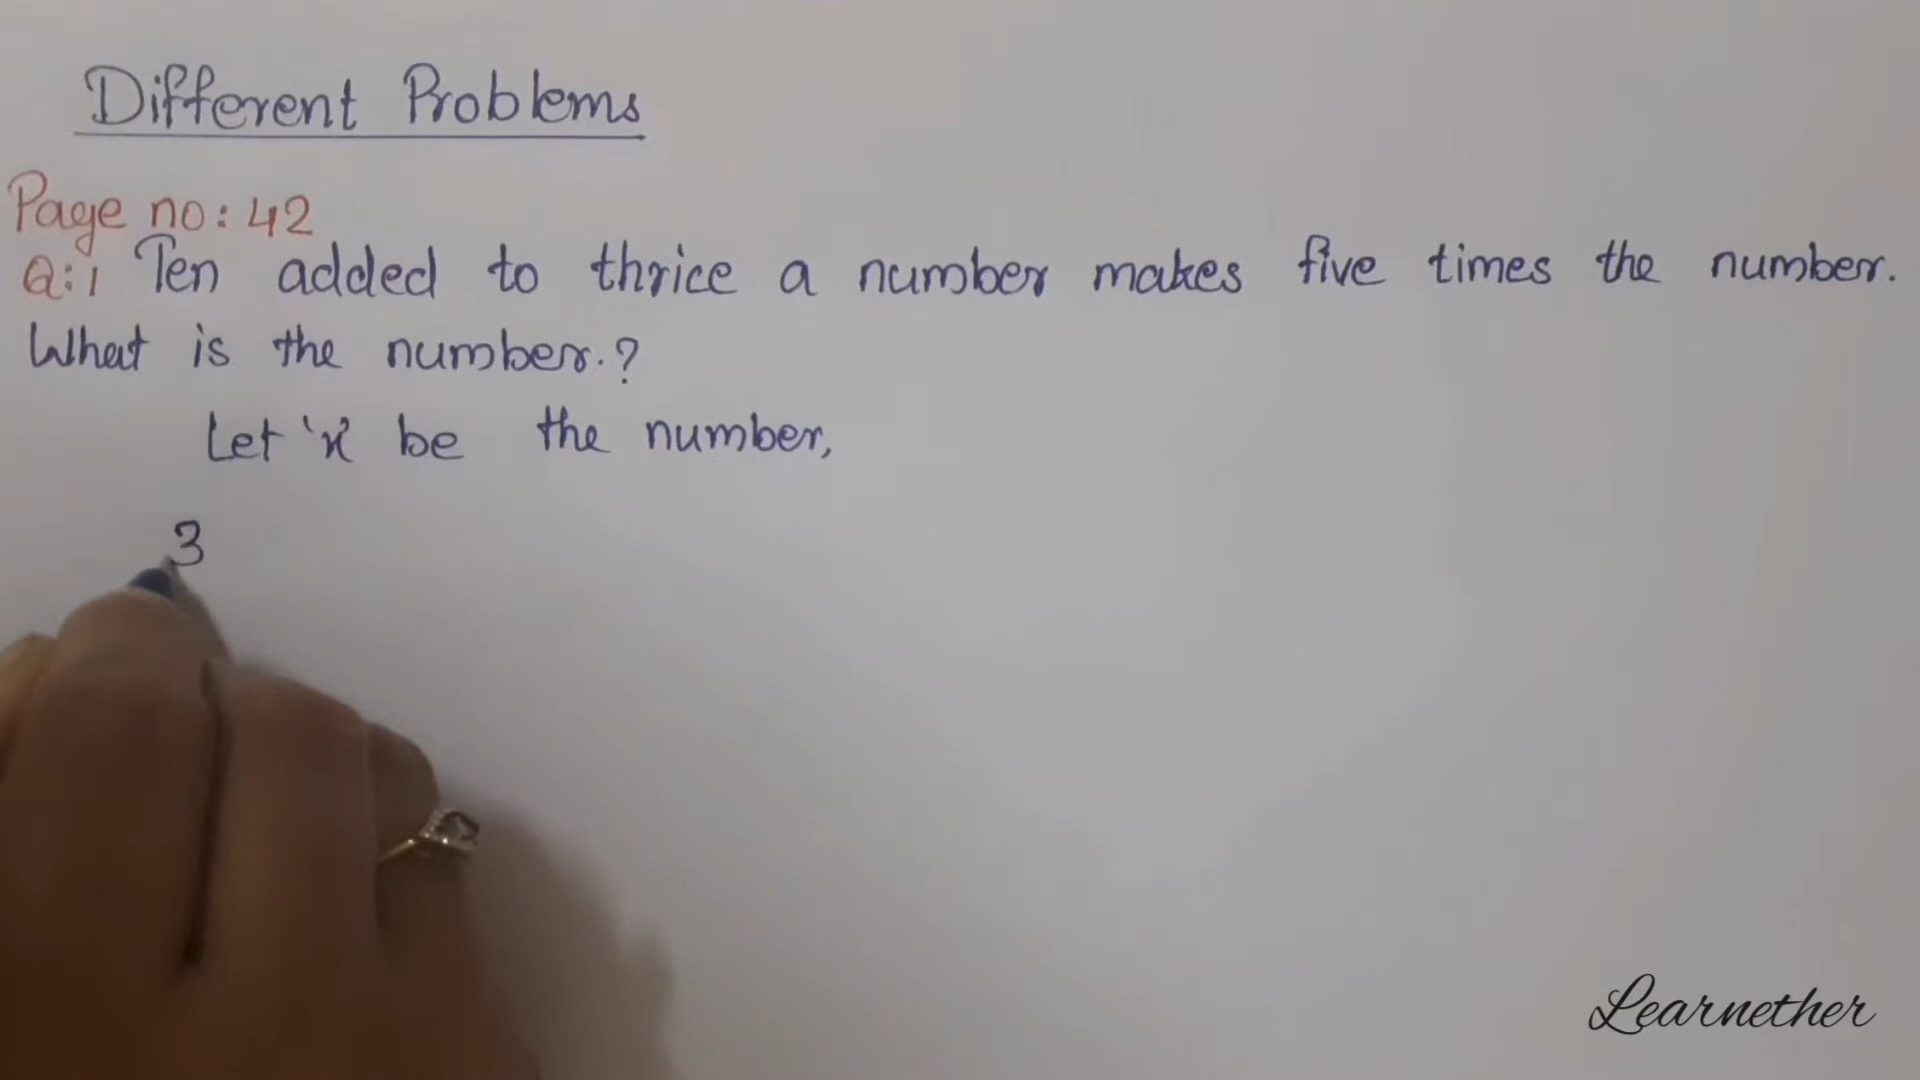 Different Problems
Page no: 42
Q:1 Ten added to thrice a number makes five times the number.
What is the number.?
Let 'x' be the number,
3
Learnether